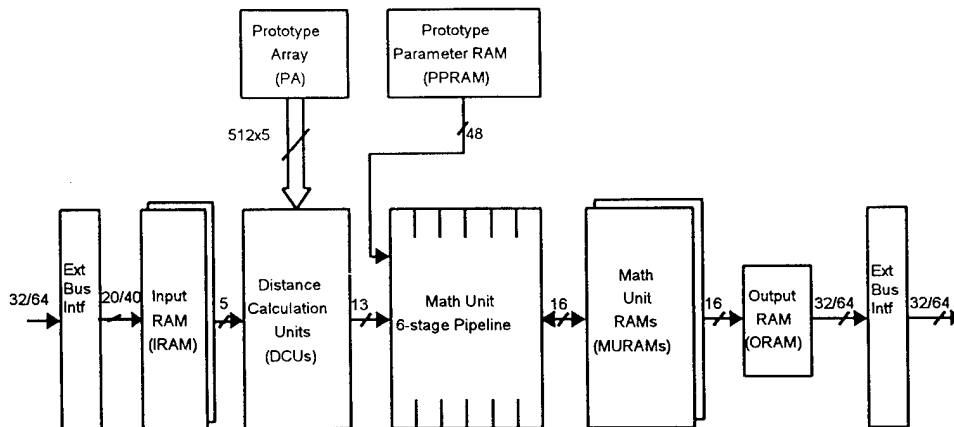 Prototype
Array
(PA)
Prototype
Parameter RAM
(PPRAM)
512x5
48
32/64
Ext
Bus
Intf
20/40
Input
RAM
(IRAM)
5
Distance
Calculation
Units
(DCUs)
13
Math Unit
6-stage Pipeline
16
Math
Unit
RAMs
(MURAMs)
16
Output
RAM
(ORAM)
32/64
Ext
Bus
Intf
32/64